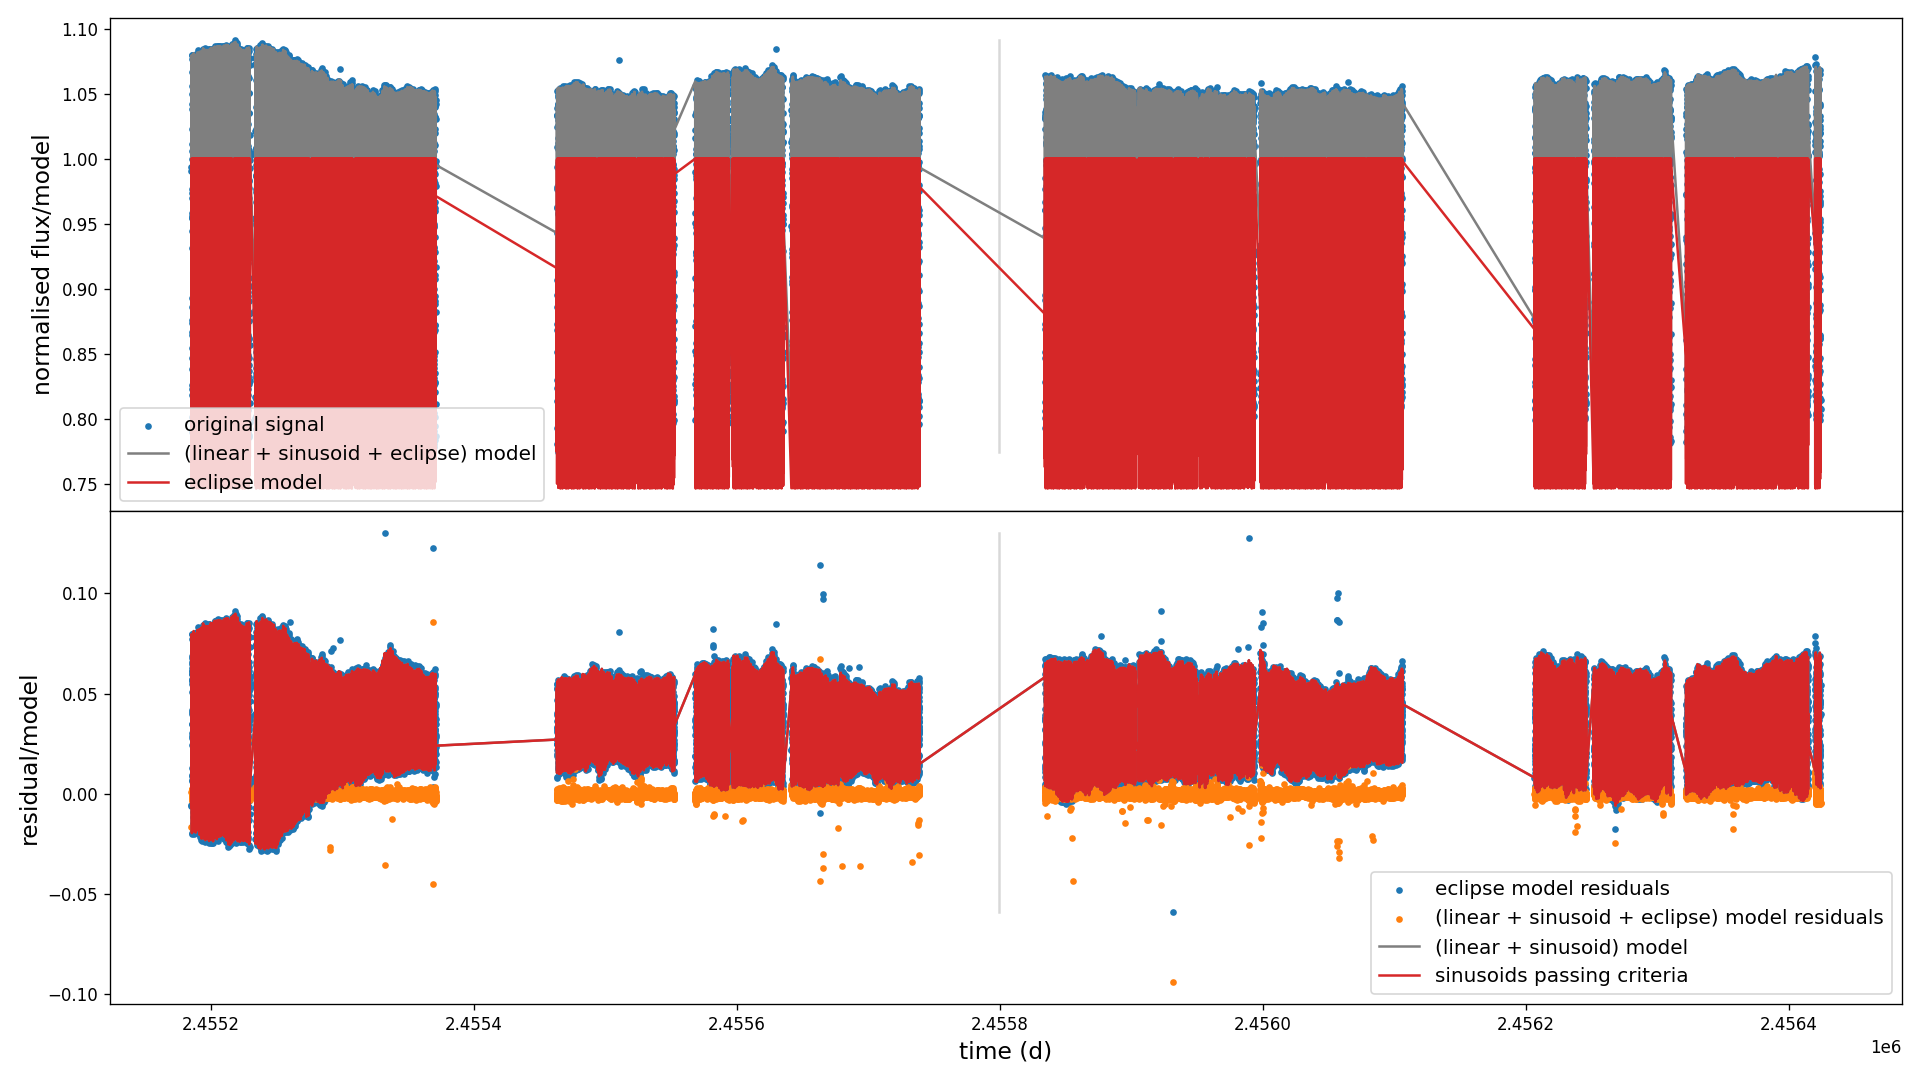 1.10
1.05
1.00
0.95
0.90
0.85
0.80
0.75
normalised flux/model
original signal
(linear + sinusoid + eclipse) model
eclipse model
0.10
0.05
0.00
−0.05
−0.10
residual/model
eclipse model residuals
(linear + sinusoid + eclipse) model residuals
(linear + sinusoid) model
sinusoids passing criteria
2.4552 2.4554 2.4556 2.4558 2.4560 2.4562 2.4564
1e6
time (d)